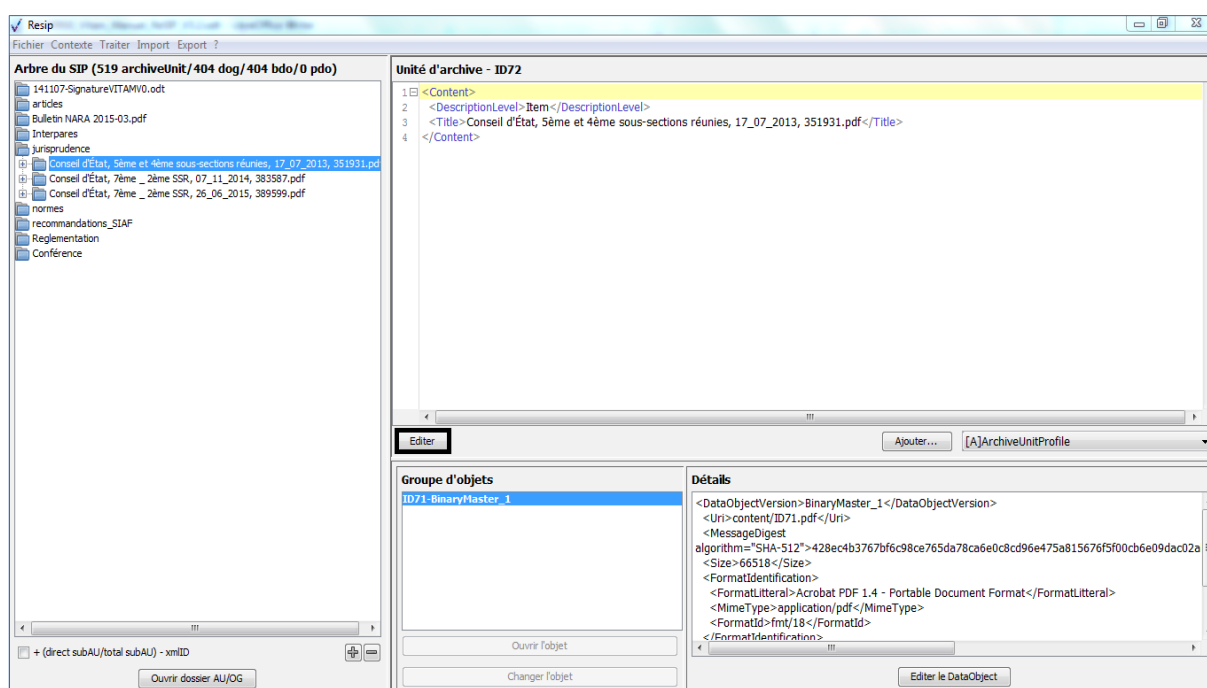 Resip
Fichier Contexte Traiter Import Export ?
Arbre du SIP (519 archiveUnit/404 dog/404 bdo/0 pdo)
141107-SignatureVITAMV0.odt
articles
Bulletin NARA 2015-03.pdf
Interpares
jurisprudence
Conseil d'État, 5ème et 4ème sous-sections réunies, 17_07_2013, 351931.pd
Conseil d'État, 7ème _ 2ème SSR, 07_11_2014, 383587.pdf
Conseil d'État, 7ème _ 2ème SSR, 26_06_2015, 389599.pdf
normes
recommandations_SIAF
Reglementation
Conférence
+ (direct subAU/total subAU) - xmlID
Ouvrir dossier AU/OG
Unité d'archive - ID72
1 <Content>
2 <DescriptionLevel>Item</DescriptionLevel>
3 <Title>Conseil d'État, 5ème et 4ème sous-sections réunies, 17_07_2013, 351931.pdf</Title>
4 </Content>
Editer
Ajouter...
[A]ArchiveUnitProfile
Groupe d'objets
ID71-BinaryMaster_1
Ouvrir l'objet
Changer l'objet
Détails
<DataObjectVersion>BinaryMaster_1</DataObjectVersion>
<Uri>content/ID71.pdf</Uri>
<MessageDigest
algorithm="SHA-512">428ec4b3767bf6c98ce765da78ca6e0c8cd96e475a815676f5f00cb6e09dac02a
<Size>66518</Size>
<FormatIdentification>
<FormatLitteral>Acrobat PDF 1.4 - Portable Document Format</FormatLitteral>
<MimeType>application/pdf</MimeType>
<FormatId>fmt/18</FormatId>
</FormatIdentification>
Editer le DataObject